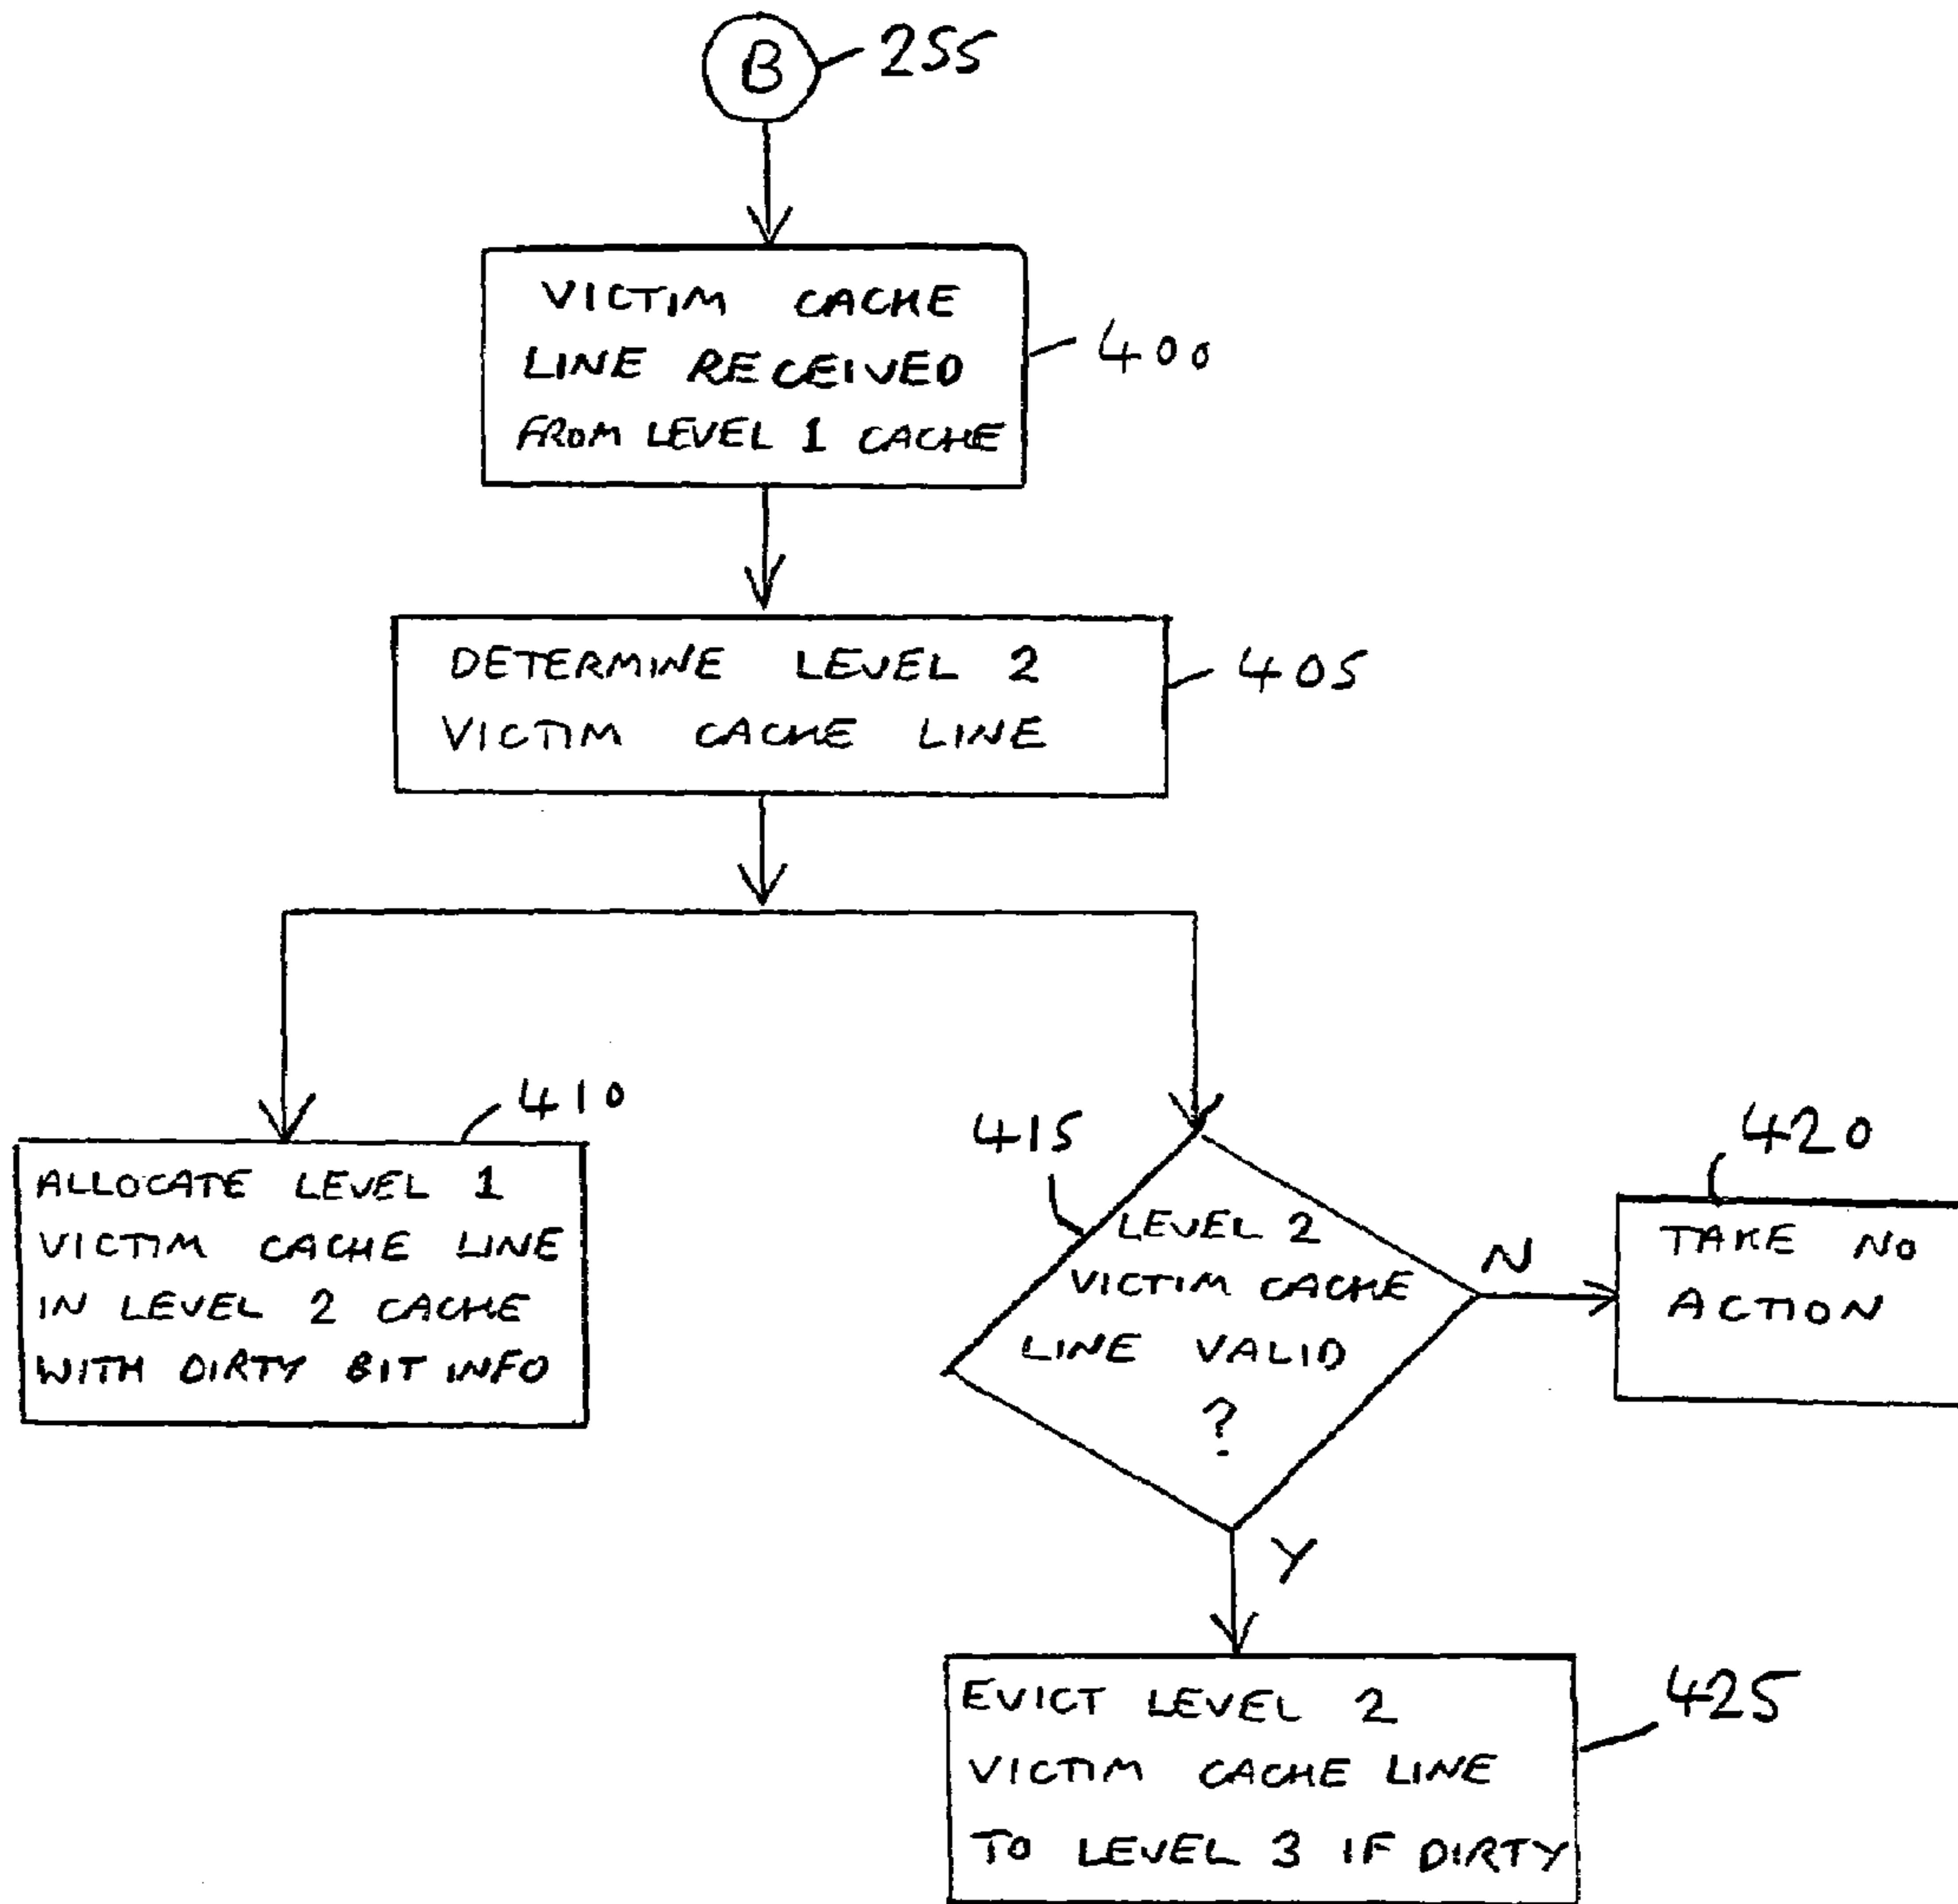 B
255
VICTIM CACHE
LINE RECEIVED
FROM LEVEL 1 CACHE
400
DETERMINE LEVEL 2
VICTIM CACHE LINE
405
410
ALLOCATE LEVEL 1
VICTIM CACHE LINE
IN LEVEL 2 CACHE
WITH DIRTY BIT INFO
415
LEVEL 2
VICTIM CACHE
LINE VALID
?
N
420
TAKE NO
ACTION
Y
EVICT LEVEL 2
VICTIM CACHE LINE
TO LEVEL 3 IF DIRTY
425